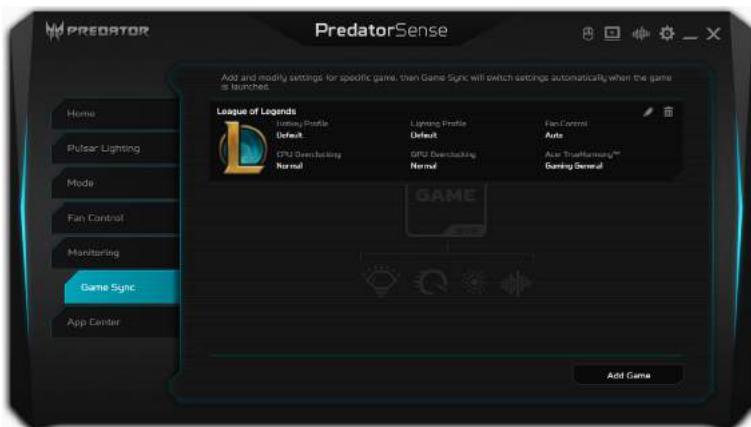 PREDATOR
PredatorSense
Add and modify settings for specific game, then Game Sync will switch settings automatically when the game
is launched.
Home
Pulsar Lighting
Mode
Fan Control
Monitoring
Game Sync
App Center
League of Legends
Hotkey Profile
Lighting Profile
Fan Control
Default
Default
Auto
CPU Overclocking
GPU Overclocking
Acer TrueHarmony™
Normal
Normal
Gaming General
GAME
Add Game